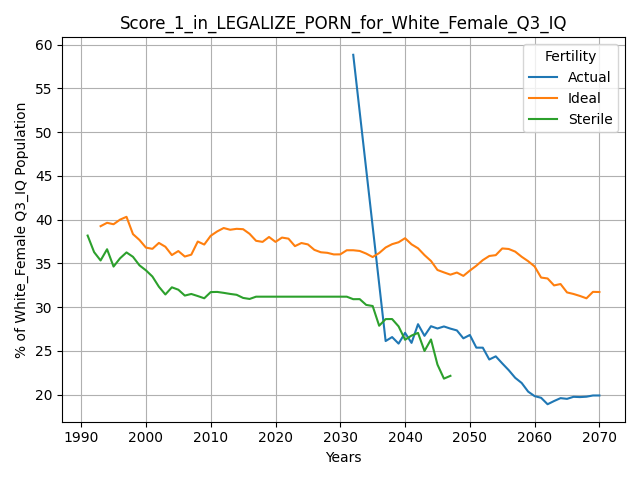 Score_1_in_LEGALIZE_PORN_for_White_Female_Q3_IQ
% of White_Female Q3_IQ Population
60
55
50
45
40
35
30
25
20
Fertility
Actual
Ideal
Sterile
1990 2000 2010 2020 2030 2040 2050 2060 2070
Years